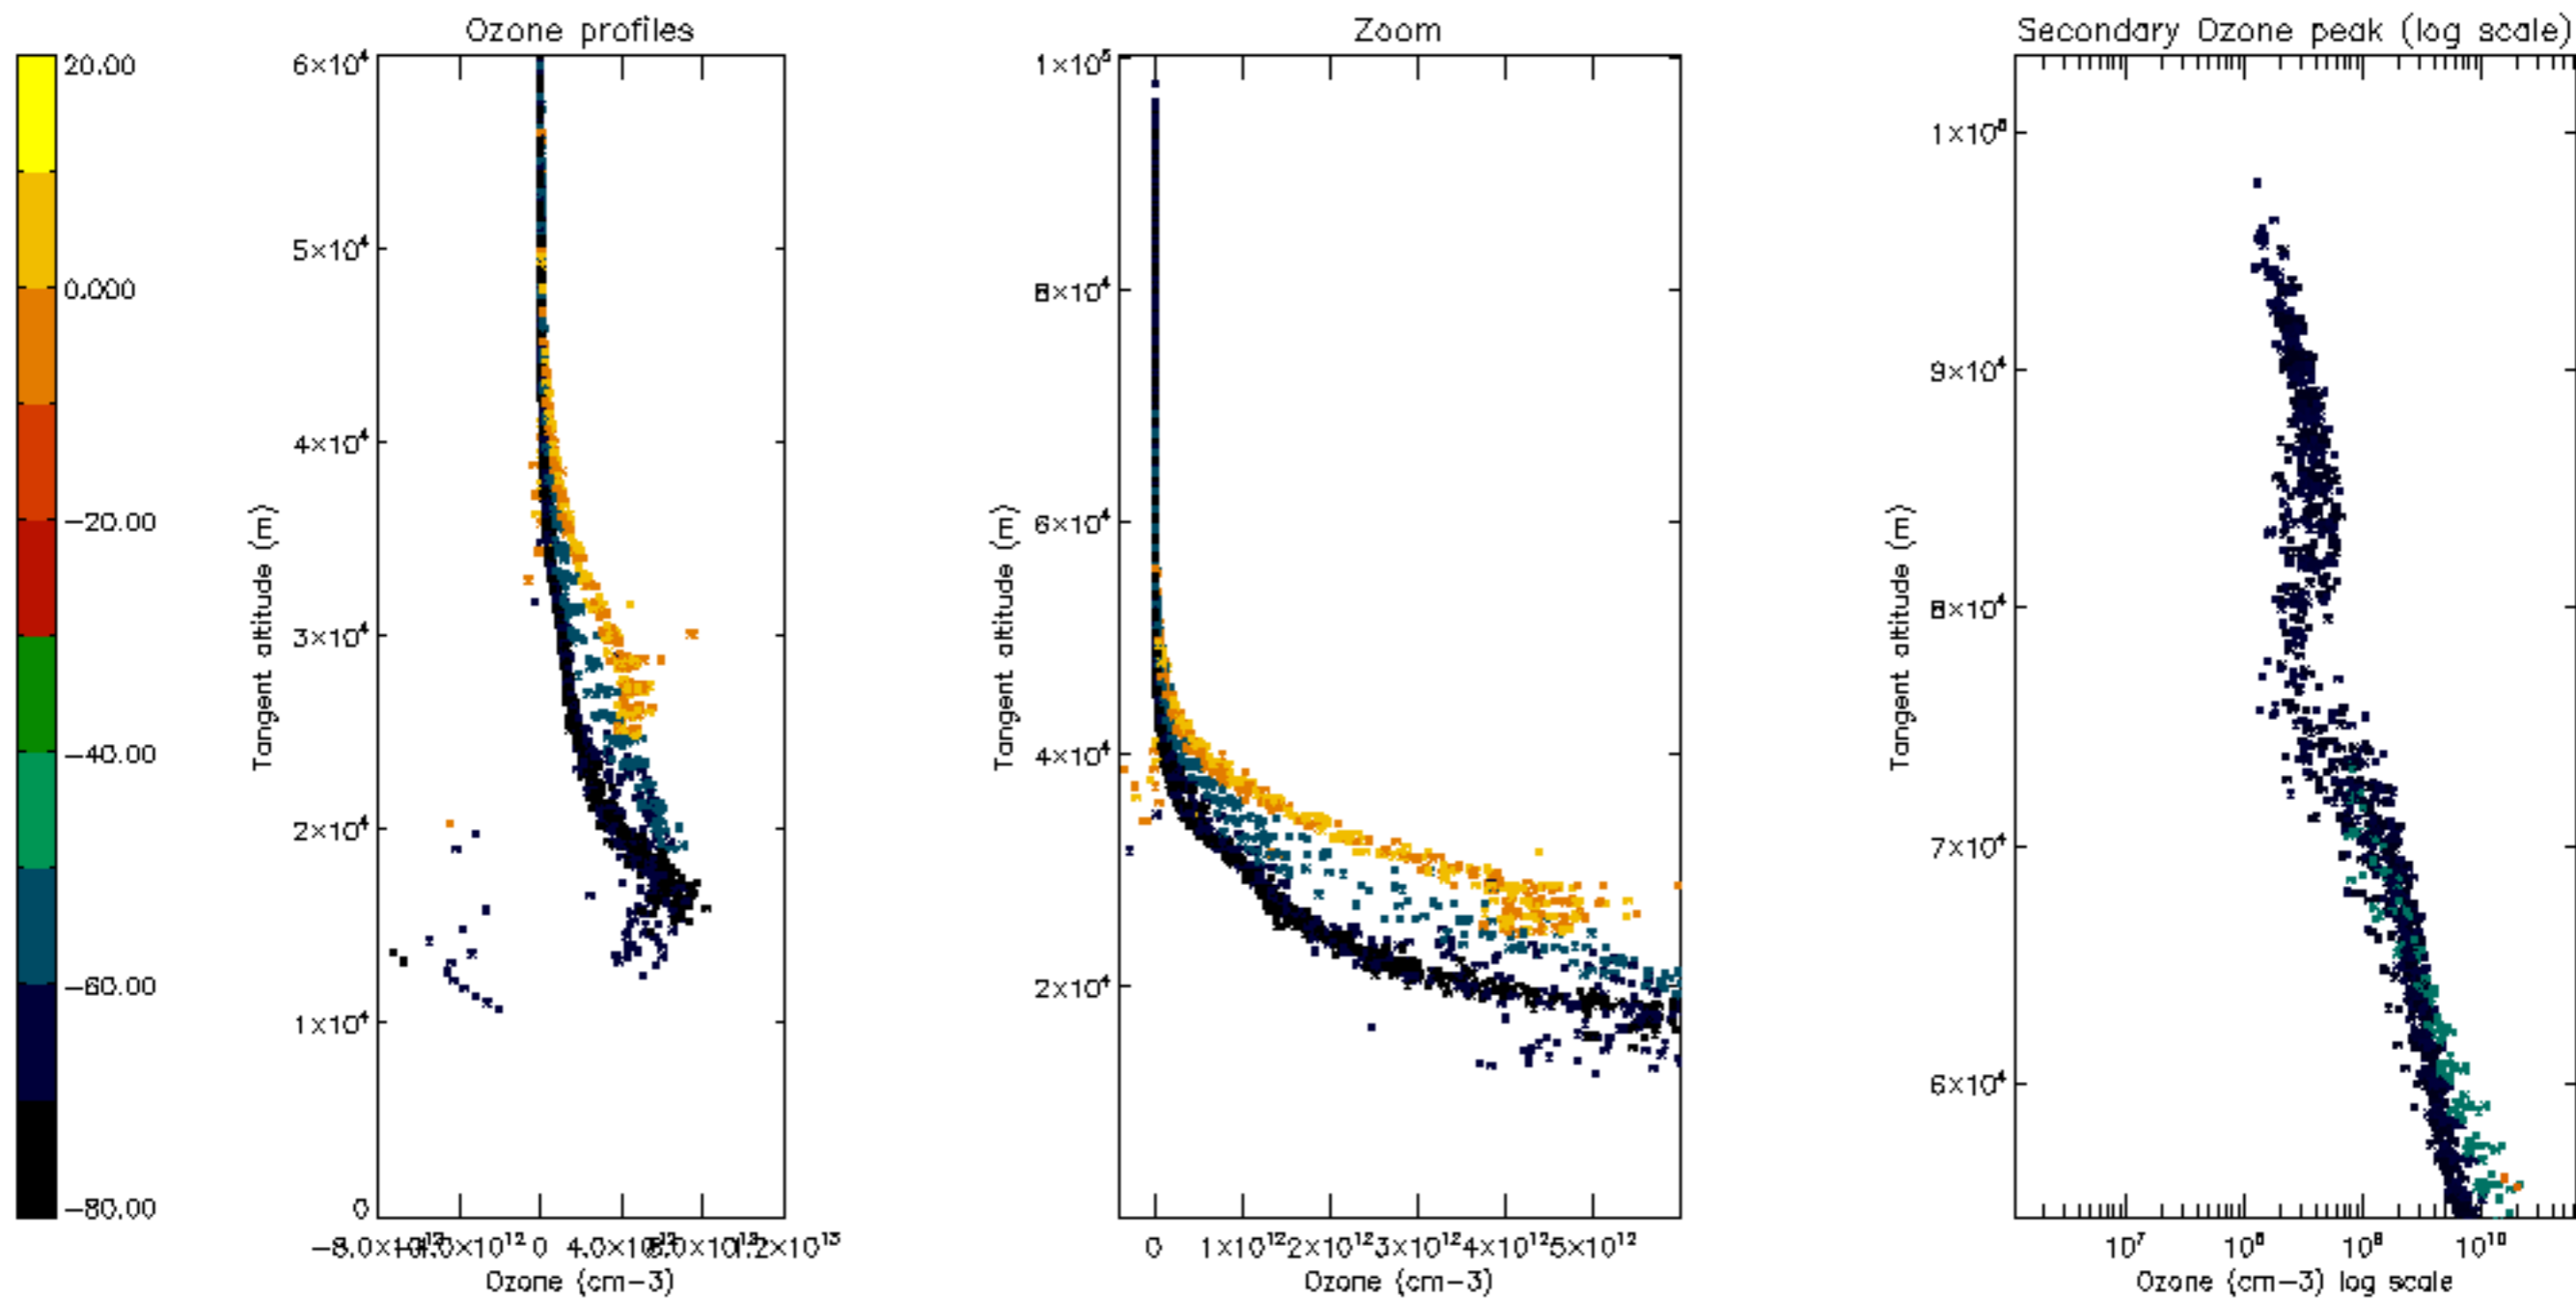 Ozone profiles
Zoom
Secondary Ozone peak (log scale)
20.00
0.000
−20.00
−40.00
−60.00
−80.00
Tangent altitude (m)
6×10⁴
5×10⁴
4×10⁴
3×10⁴
2×10⁴
1×10⁴
0
0
Ozone (cm−3)
Tangent altitude (m)
1×10⁵
8×10⁴
6×10⁴
4×10⁴
2×10⁴
0 1×10¹² 2×10¹² 3×10¹² 4×10¹² 5×10¹²
Ozone (cm−3)
Tangent altitude (m)
9×10⁴
8×10⁴
7×10⁴
6×10⁴
10⁷ 10⁸ 10⁹ 10¹⁰
Ozone (cm−3) log scale